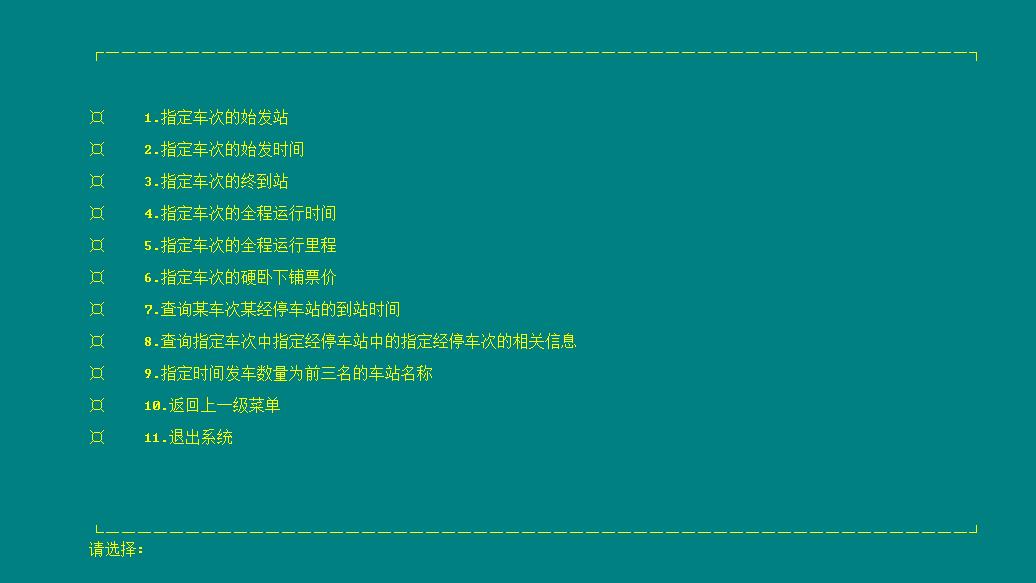 1.指定车次的始发站
2.指定车次的始发时间
3.指定车次的终到站
4.指定车次的全程运行时间
5.指定车次的全程运行里程
6.指定车次的硬卧下铺票价
7.查询某车次某经停车站的到站时间
8.查询指定车次中指定经停车站中的指定经停车次的相关信息
9.指定时间发车数量为前三名的车站名称
10.返回上一级菜单
11.退出系统
请选择: